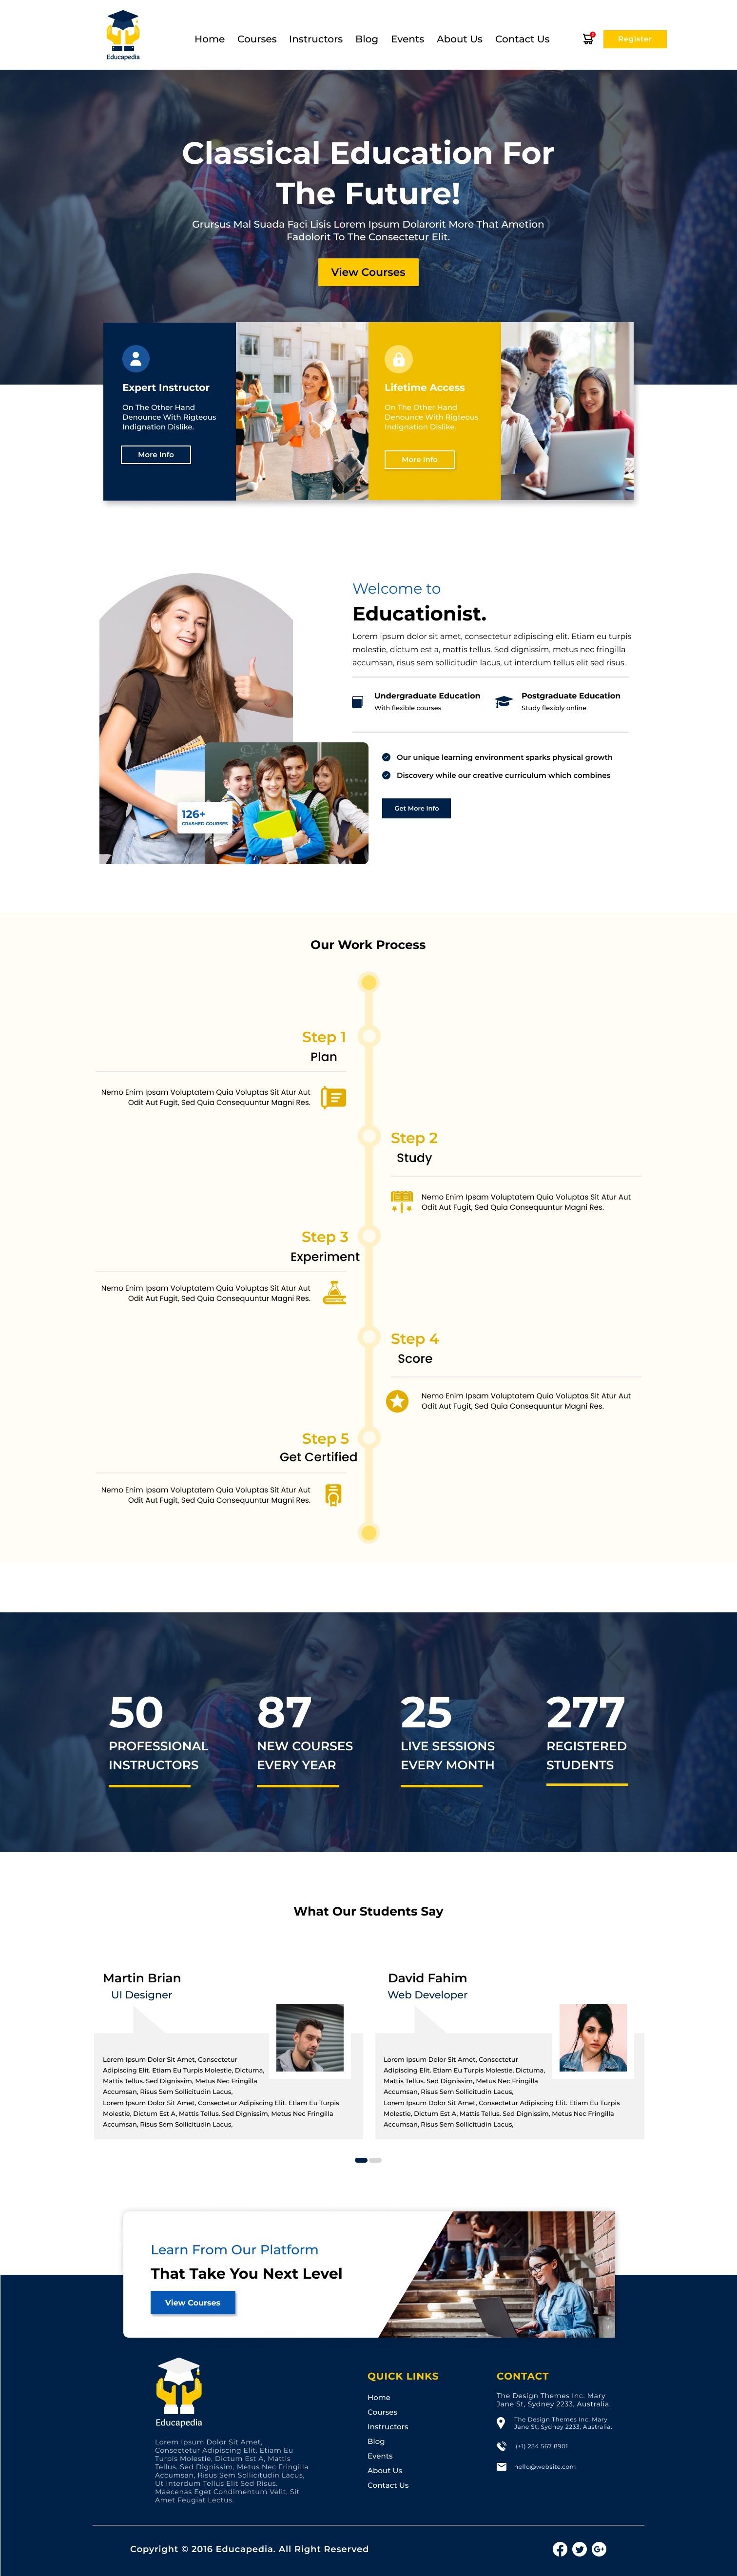 Educapedia
Home Courses Instructors Blog Events About Us Contact Us
Register
Classical Education For
The Future!
Grursus Mal Suada Faci Lisis Lorem Ipsum Dolarorit More That Ametion
Fadolorit To The Consectetur Elit.
View Courses
Expert Instructor
On The Other Hand
Denounce With Rigteous
Indignation Dislike.
More Info
Lifetime Access
On The Other Hand
Denounce With Rigteous
Indignation Dislike.
More Info
Welcome to
Educationist.
Lorem ipsum dolor sit amet, consectetur adipiscing elit. Etiam eu turpis
molestie, dictum est a, mattis tellus. Sed dignissim, metus nec fringilla
accumsan, risus sem sollicitudin lacus, ut interdum tellus elit sed risus.
Undergraduate Education
With flexible courses
Postgraduate Education
Study flexibly online
Our unique learning environment sparks physical growth
Discovery while our creative curriculum which combines
Get More Info
126+
CRASHED COURSES
Our Work Process
Step 1
Plan
Nemo Enim Ipsam Voluptatem Quia Voluptas Sit Atur Aut
Odit Aut Fugit, Sed Quia Consequuntur Magni Res.
Step 2
Study
Nemo Enim Ipsam Voluptatem Quia Voluptas Sit Atur Aut
Odit Aut Fugit, Sed Quia Consequuntur Magni Res.
Step 3
Experiment
Nemo Enim Ipsam Voluptatem Quia Voluptas Sit Atur Aut
Odit Aut Fugit, Sed Quia Consequuntur Magni Res.
Step 4
Score
Nemo Enim Ipsam Voluptatem Quia Voluptas Sit Atur Aut
Odit Aut Fugit, Sed Quia Consequuntur Magni Res.
Step 5
Get Certified
Nemo Enim Ipsam Voluptatem Quia Voluptas Sit Atur Aut
Odit Aut Fugit, Sed Quia Consequuntur Magni Res.
50
PROFESSIONAL
INSTRUCTORS
87
NEW COURSES
EVERY YEAR
25
LIVE SESSIONS
EVERY MONTH
277
REGISTERED
STUDENTS
What Our Students Say
Martin Brian
UI Designer
Lorem Ipsum Dolor Sit Amet, Consectetur
Adipiscing Elit. Etiam Eu Turpis Molestie, Dictuma,
Mattis Tellus. Sed Dignissim, Metus Nec Fringilla
Accumsan, Risus Sem Sollicitudin Lacus,
Lorem Ipsum Dolor Sit Amet, Consectetur Adipiscing Elit. Etiam Eu Turpis
Molestie, Dictum Est A, Mattis Tellus. Sed Dignissim, Metus Nec Fringilla
Accumsan, Risus Sem Sollicitudin Lacus,
David Fahim
Web Developer
Lorem Ipsum Dolor Sit Amet, Consectetur
Adipiscing Elit. Etiam Eu Turpis Molestie, Dictuma,
Mattis Tellus. Sed Dignissim, Metus Nec Fringilla
Accumsan, Risus Sem Sollicitudin Lacus,
Lorem Ipsum Dolor Sit Amet, Consectetur Adipiscing Elit. Etiam Eu Turpis
Molestie, Dictum Est A, Mattis Tellus. Sed Dignissim, Metus Nec Fringilla
Accumsan, Risus Sem Sollicitudin Lacus,
Learn From Our Platform
That Take You Next Level
View Courses
Educapedia
Lorem Ipsum Dolor Sit Amet,
Consectetur Adipiscing Elit. Etiam Eu
Turpis Molestie, Dictum Est A, Mattis
Tellus. Sed Dignissim, Metus Nec Fringilla
Accumsan, Risus Sem Sollicitudin Lacus,
Ut Interdum Tellus Elit Sed Risus.
Maecenas Eget Condimentum Velit, Sit
Amet Feugiat Lectus.
QUICK LINKS
Home
Courses
Instructors
Blog
Events
About Us
Contact Us
CONTACT
The Design Themes Inc. Mary
Jane St, Sydney 2233, Australia.
The Design Themes Inc. Mary
Jane St, Sydney 2233, Australia.
(+1) 234 567 8901
hello@website.com
Copyright © 2016 Educapedia. All Right Reserved